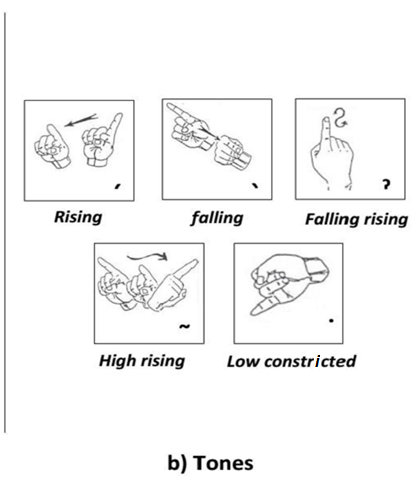 Rising
falling
Falling rising
High rising
Low constricted
b) Tones